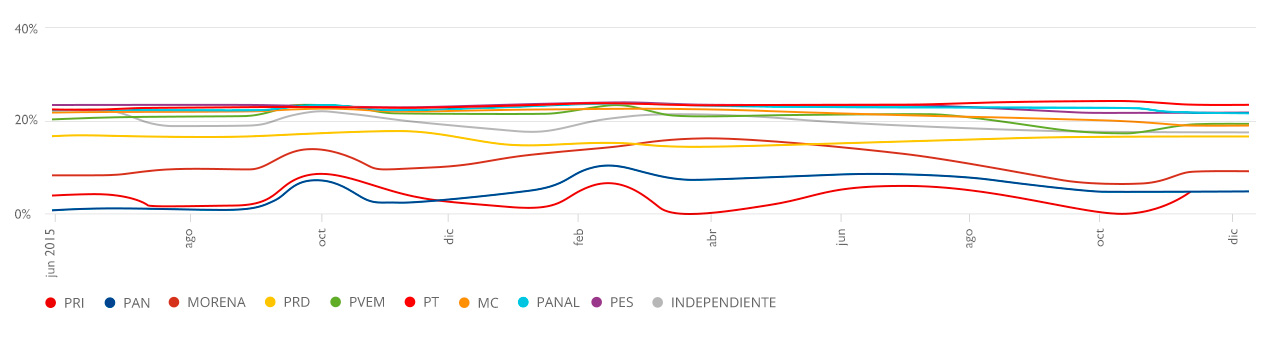 40%
20%
0%
jun 2015
ago
oct
dic
feb
abr
jun
ago
oct
dic
PRI PAN MORENA PRD PVEM PT MC PANAL PES INDEPENDIENTE